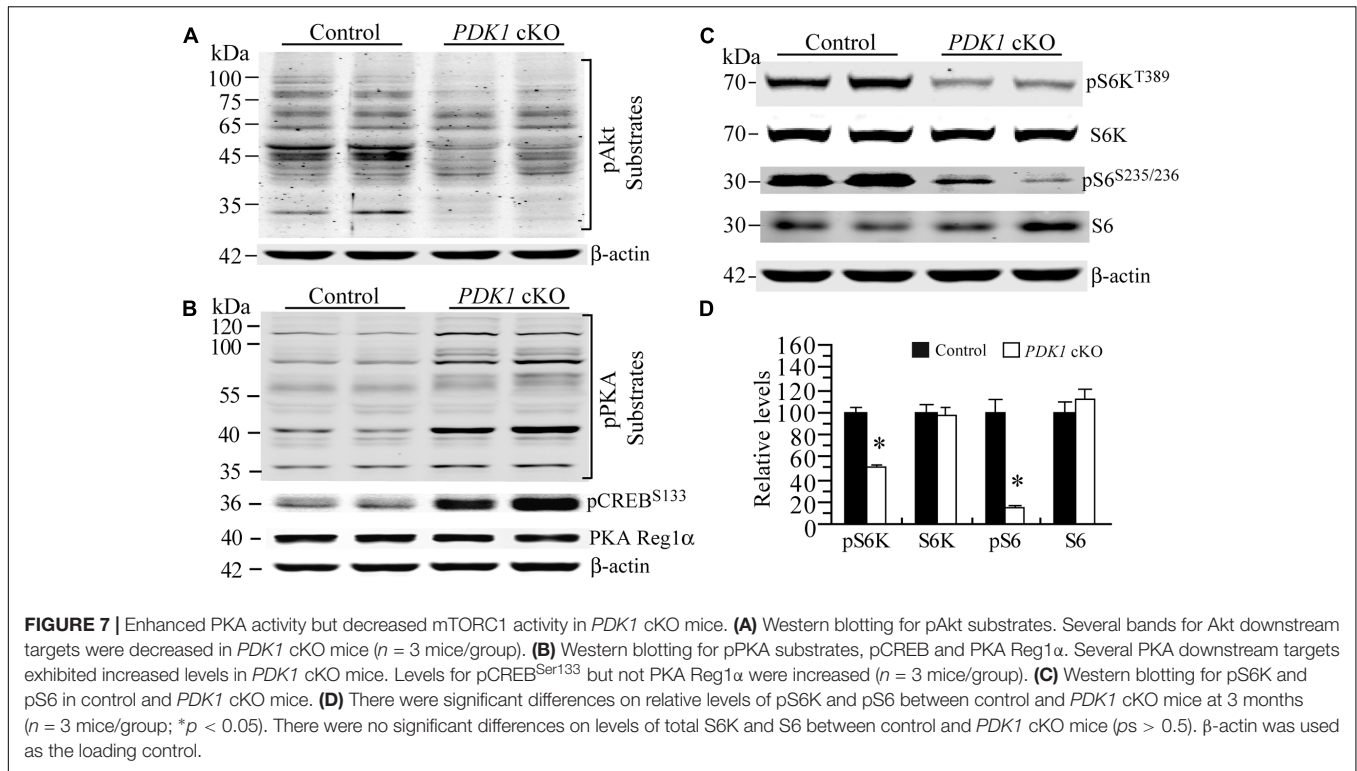 A
Control PDK1 cKO
kDa
100
75
65
45
35
pAkt
Substrates
42 β-actin
B
Control PDK1 cKO
kDa
120
100
55
40
35
pPKA
Substrates
36 pCREB^S133
40 PKA Reg1α
42 β-actin
C
Control PDK1 cKO
kDa
70 pS6K^T389
70 S6K
30 pS6^S235/236
30 S6
42 β-actin
D
Control PDK1 cKO
Relative levels
160
140
120
100
80
60
40
20
0
* *
pS6K S6K pS6 S6
FIGURE 7 | Enhanced PKA activity but decreased mTORC1 activity in PDK1 cKO mice. (A) Western blotting for pAkt substrates. Several bands for Akt downstream
targets were decreased in PDK1 cKO mice (n = 3 mice/group). (B) Western blotting for pPKA substrates, pCREB and PKA Reg1α. Several PKA downstream targets
exhibited increased levels in PDK1 cKO mice. Levels for pCREB^Ser133 but not PKA Reg1α were increased (n = 3 mice/group). (C) Western blotting for pS6K and
pS6 in control and PDK1 cKO mice. (D) There were significant differences on relative levels of pS6K and pS6 between control and PDK1 cKO mice at 3 months
(n = 3 mice/group; *p < 0.05). There were no significant differences on levels of total S6K and S6 between control and PDK1 cKO mice (ps > 0.5). β-actin was used
as the loading control.